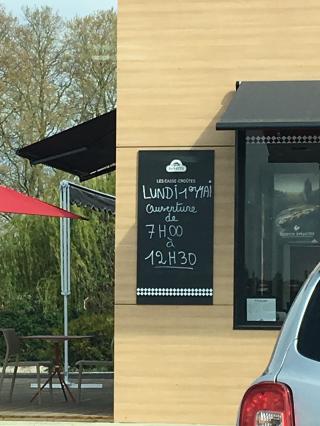 LES CASSE-CROÛTES
LUNDI 1er MAI
Ouverture
de
7H00
à
12H30